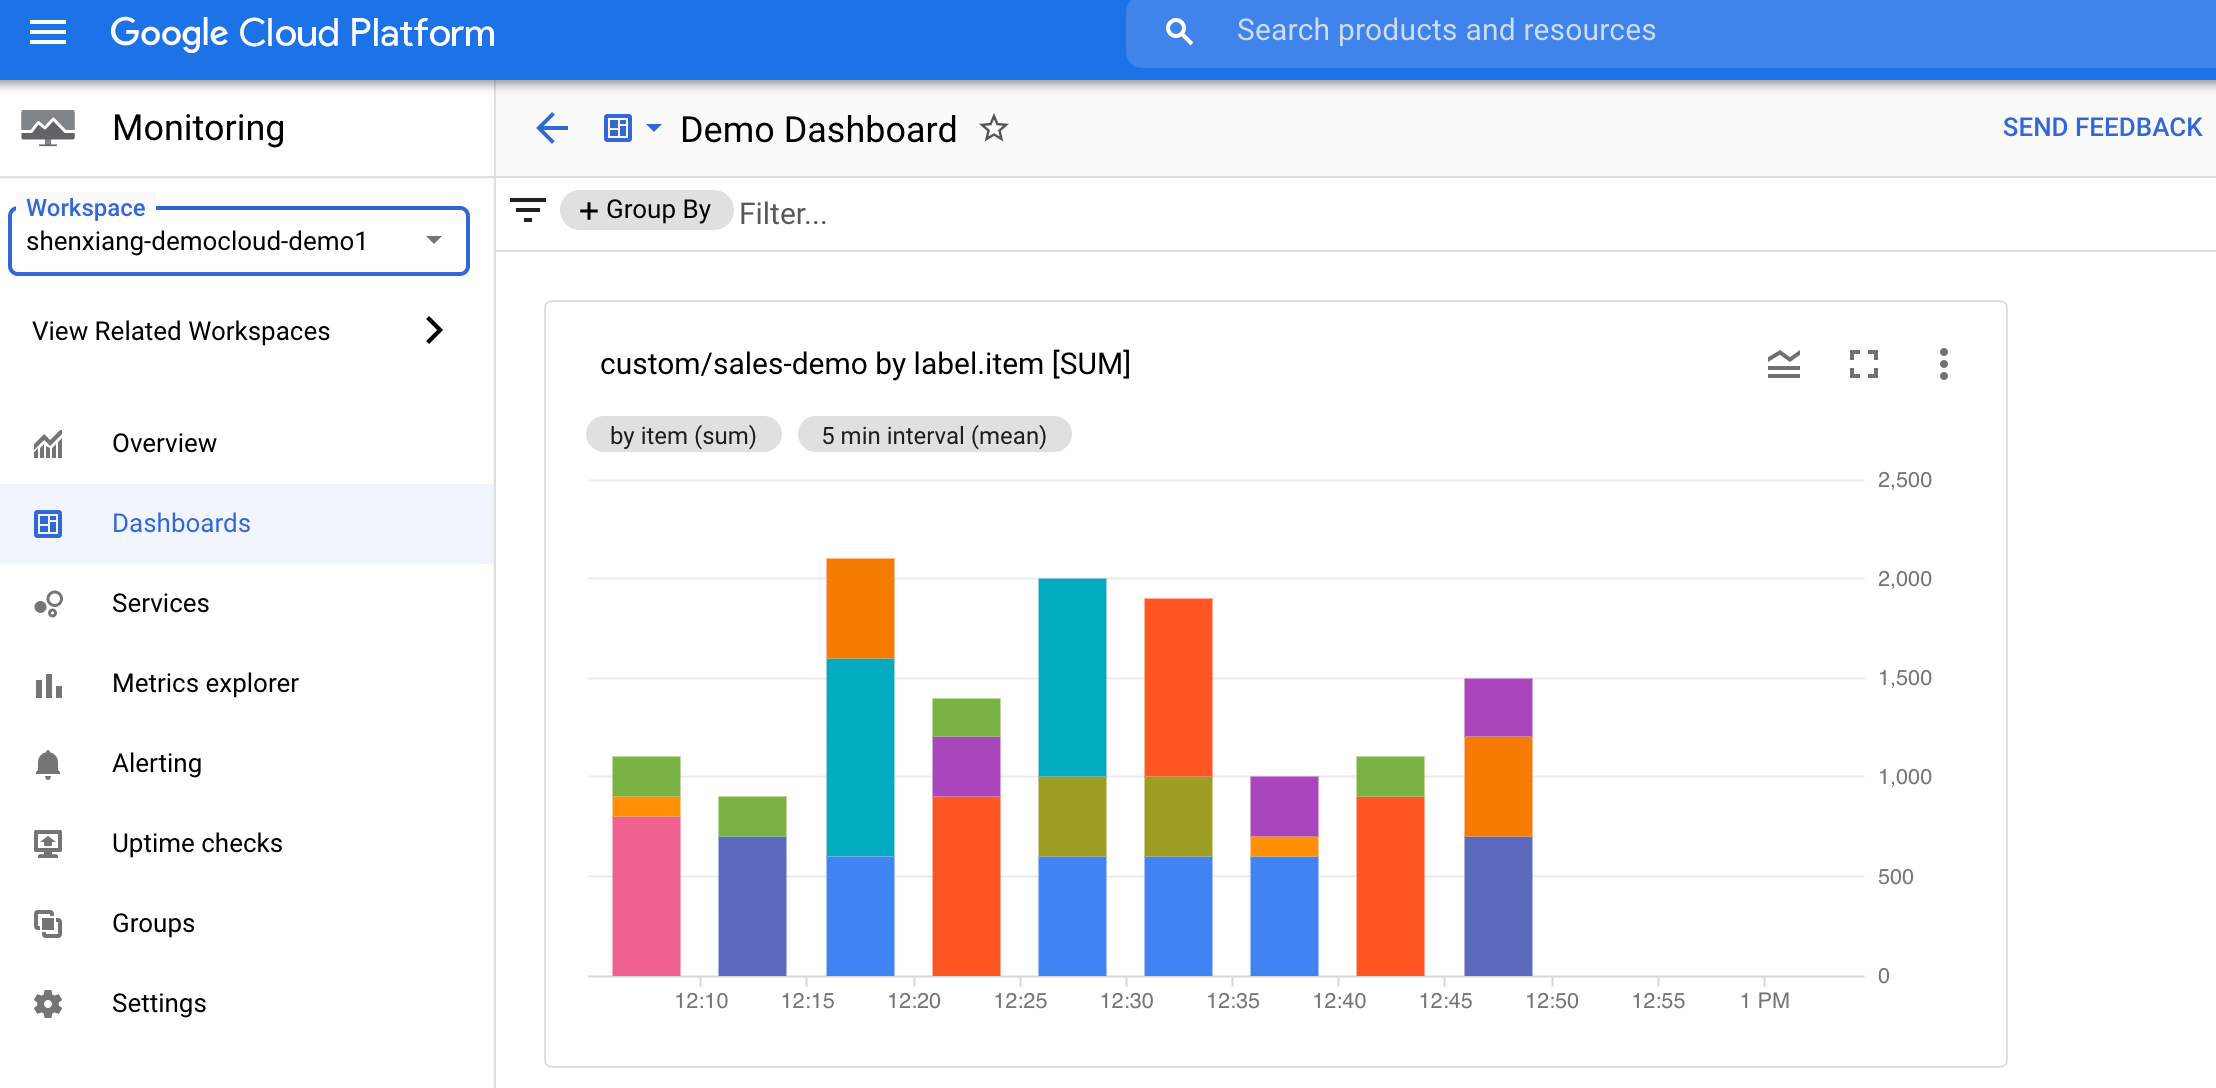 Google Cloud Platform
Search products and resources
Monitoring
Demo Dashboard
SEND FEEDBACK
Workspace
shenxiang-democloud-demo1
+ Group By
Filter...
View Related Workspaces
Overview
Dashboards
Services
Metrics explorer
Alerting
Uptime checks
Groups
Settings
custom/sales-demo by label.item [SUM]
by item (sum)
5 min interval (mean)
2,500
2,000
1,500
1,000
500
0
12:10 12:15 12:20 12:25 12:30 12:35 12:40 12:45 12:50 12:55 1 PM